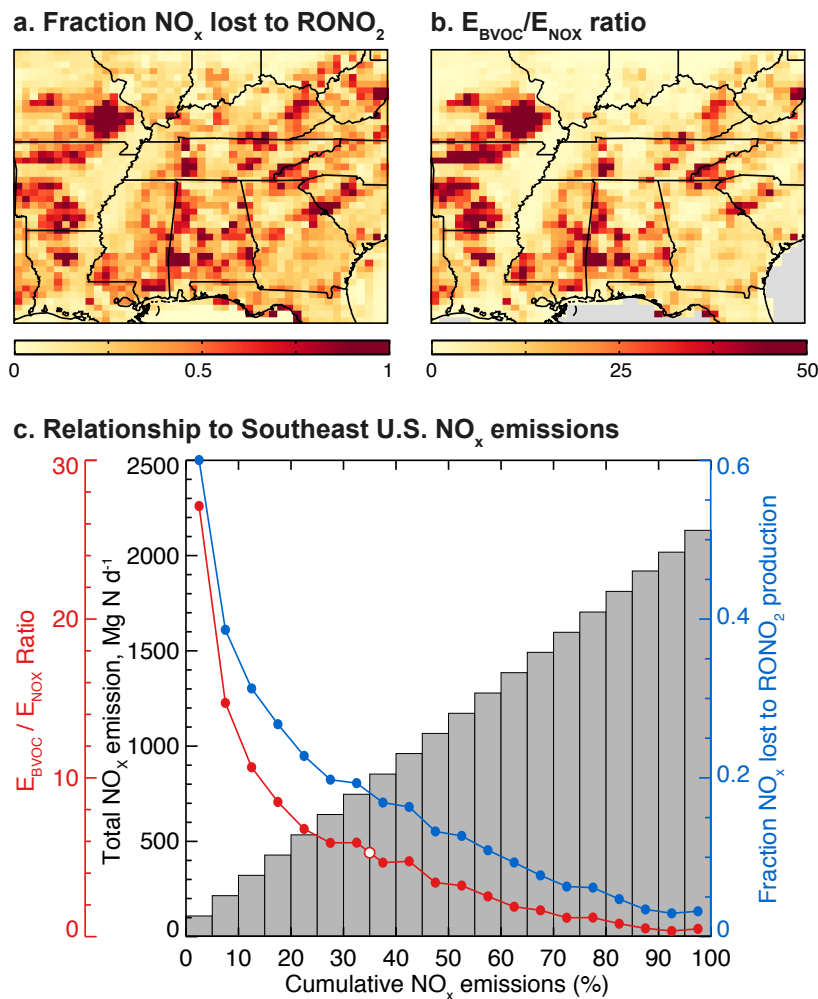 a. Fraction NOx lost to RONO2
b. EBVOC/ENOX ratio
0 0.5 1
0 25 50
c. Relationship to Southeast U.S. NOx emissions
30
20
10
0
EBVOC / ENOX Ratio
2500
2000
1500
1000
500
0
Total NOx emission, Mg N d-1
0.6
0.4
0.2
0
Fraction NOx lost to RONO2 production
0 10 20 30 40 50 60 70 80 90 100
Cumulative NOx emissions (%)